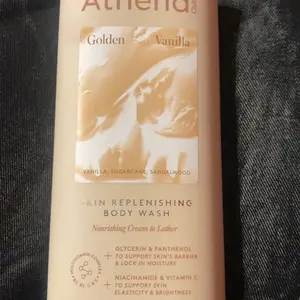 Athena
Golden Vanilla
VANILLA, SUGARCANE, SANDALWOOD
KIN REPLENISHING
BODY WASH
Nourishing Cream to Lather
+ GLYCERIN & PANTHENOL
TO SUPPORT SKIN'S BARRIER
& LOCK IN MOISTURE
+ NIACINAMIDE & VITAMIN C
TO SUPPORT SKIN
ELASTICITY & BRIGHTNESS